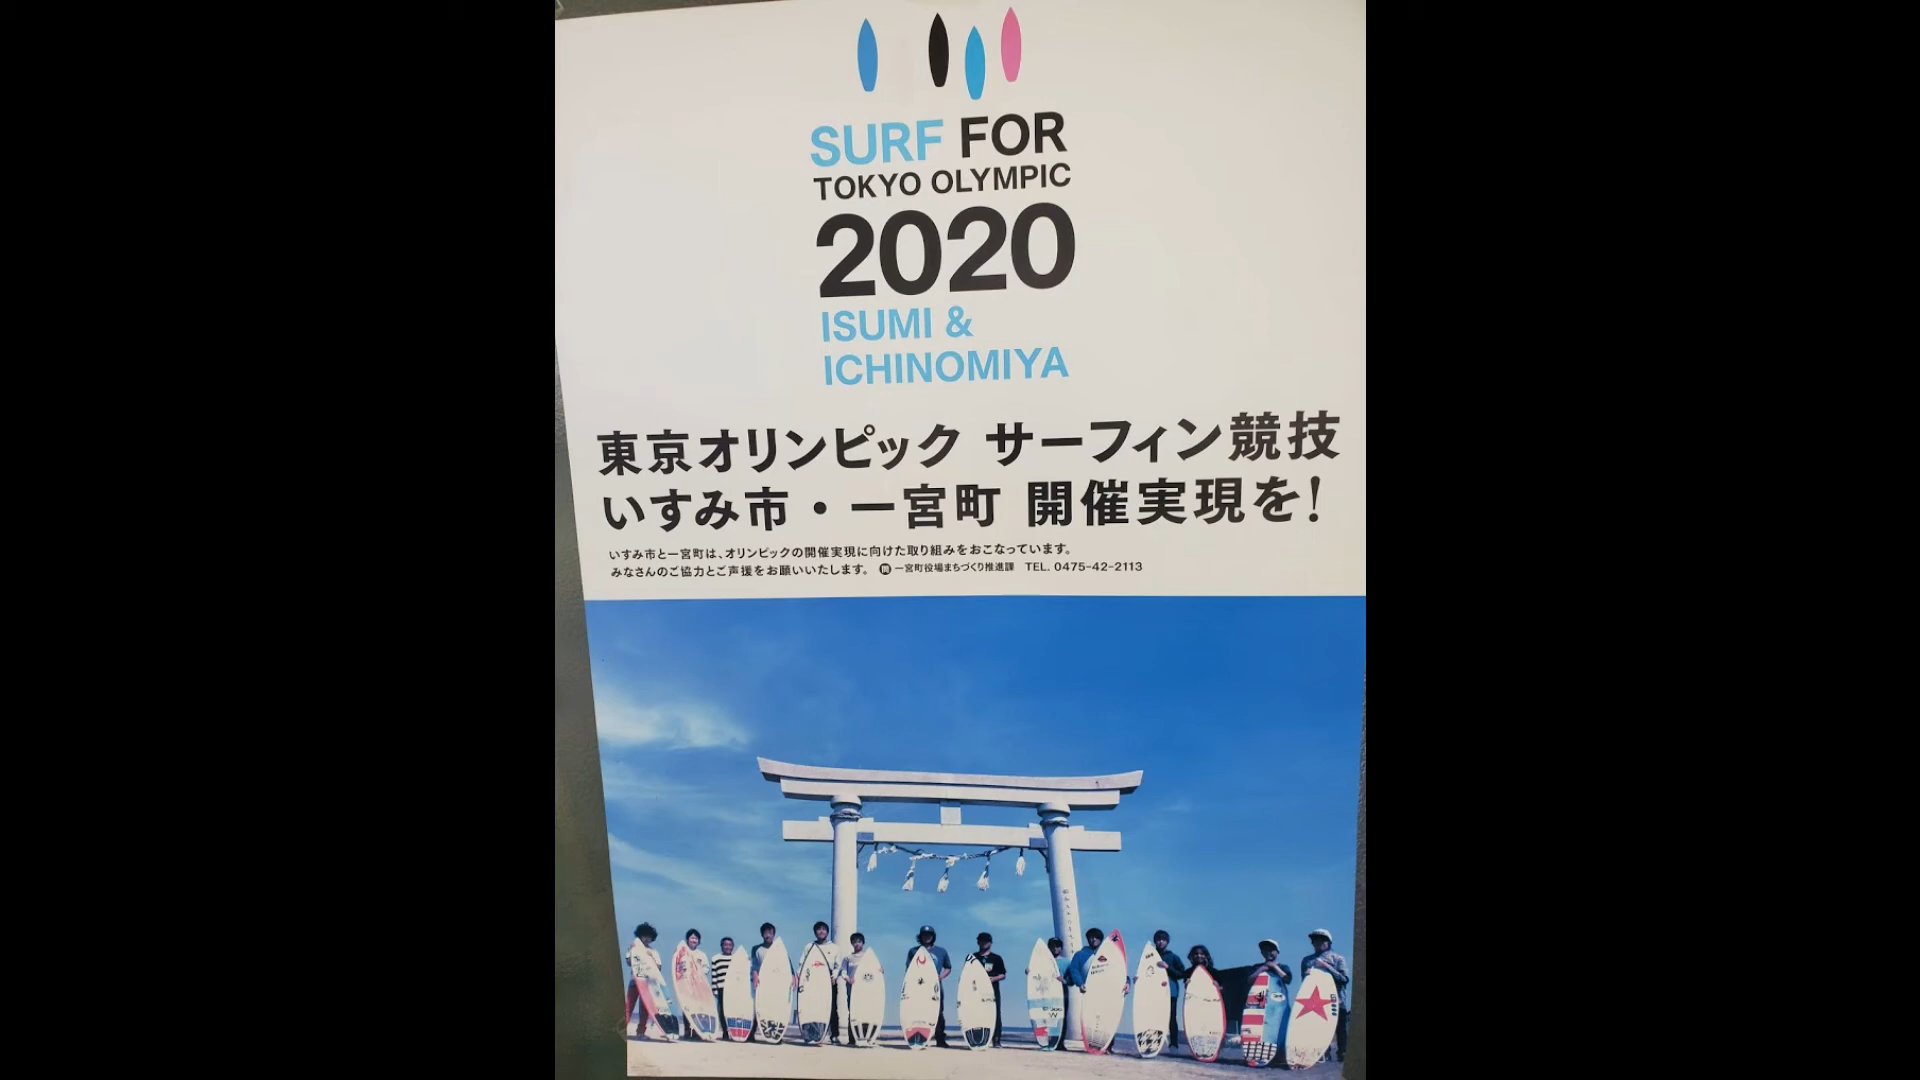 SURF FOR
TOKYO OLYMPIC
2020
ISUMI &
ICHINOMIYA
東京オリンピック サーフィン競技
いすみ市・一宮町 開催実現を!
いすみ市と一宮町は、オリンピックの開催実現に向けた取り組みをおこなっています。
みなさんのご協力とご声援をお願いいたします。 問 一宮町役場まちづくり推進課 TEL. 0475-42-2113